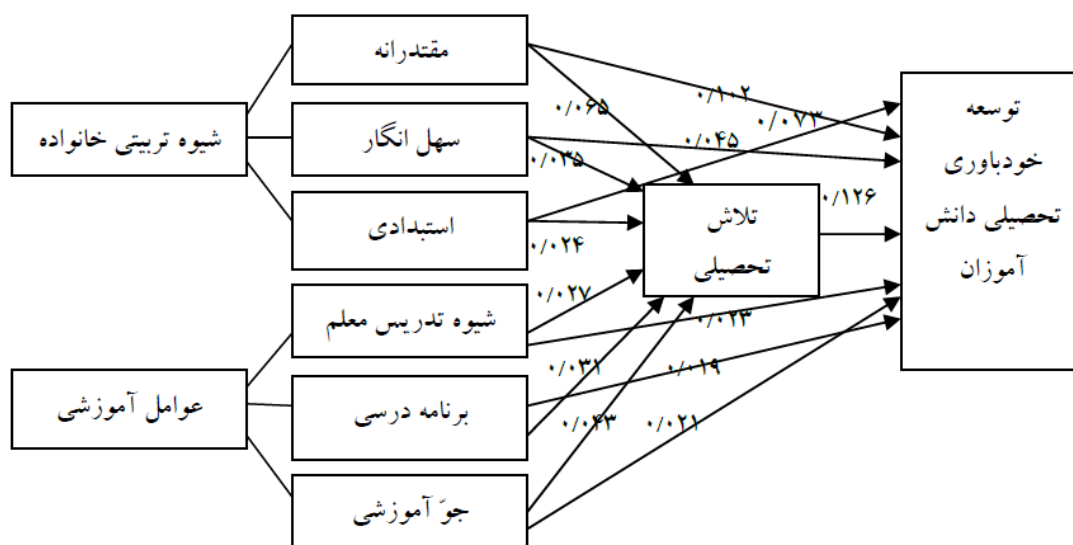 مقتدرانه
سهل انگار
استبدادی
شیوه تربیتی خانواده
شیوه تدریس معلم
برنامه درسی
جوّ آموزشی
عوامل آموزشی
۰/۰۶۵
۰/۰۳۵
۰/۰۲۴
۰/۰۲۷
۰/۰۳۱
۰/۰۴۳
۰/۱۰۲
۰/۰۷۳
۰/۰۴۵
۰/۱۲۶
۰/۰۲۳
۰/۰۱۹
۰/۰۲۱
تلاش
تحصیلی
توسعه
خودباوری
تحصیلی دانش
آموزان